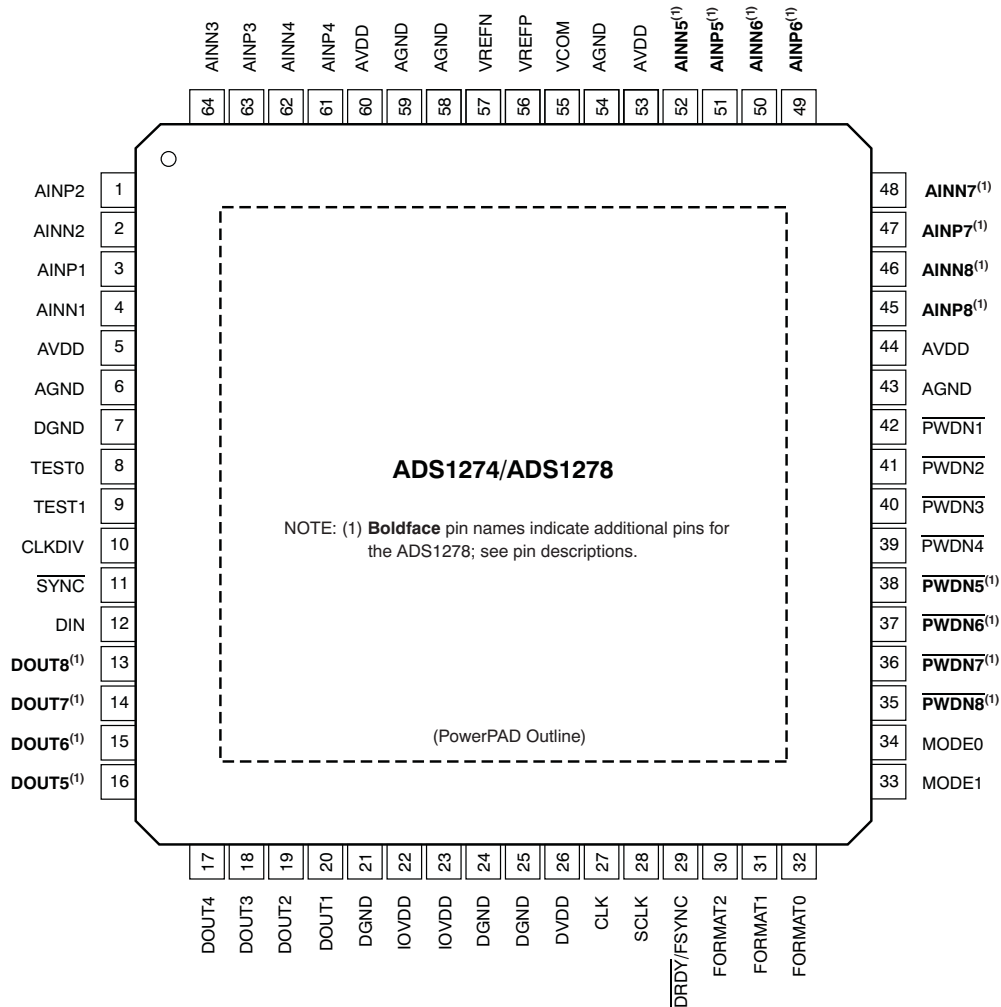 AINN3
AINP3
AINN4
AINP4
AVDD
AGND
AGND
VREFN
VREFP
VCOM
AGND
AVDD
AINN5(1)
AINP5(1)
AINN6(1)
AINP6(1)
64
63
62
61
60
59
58
57
56
55
54
53
52
51
50
49
AINP2 1
AINN2 2
AINP1 3
AINN1 4
AVDD 5
AGND 6
DGND 7
TEST0 8
TEST1 9
CLKDIV 10
SYNC 11
DIN 12
DOUT8(1) 13
DOUT7(1) 14
DOUT6(1) 15
DOUT5(1) 16
ADS1274/ADS1278
NOTE: (1) Boldface pin names indicate additional pins for
the ADS1278; see pin descriptions.
(PowerPAD Outline)
48 AINN7(1)
47 AINP7(1)
46 AINN8(1)
45 AINP8(1)
44 AVDD
43 AGND
42 PWDN1
41 PWDN2
40 PWDN3
39 PWDN4
38 PWDN5(1)
37 PWDN6(1)
36 PWDN7(1)
35 PWDN8(1)
34 MODE0
33 MODE1
17
18
19
20
21
22
23
24
25
26
27
28
29
30
31
32
DOUT4
DOUT3
DOUT2
DOUT1
DGND
IOVDD
IOVDD
DGND
DGND
DVDD
CLK
SCLK
DRDY/FSYNC
FORMAT2
FORMAT1
FORMAT0